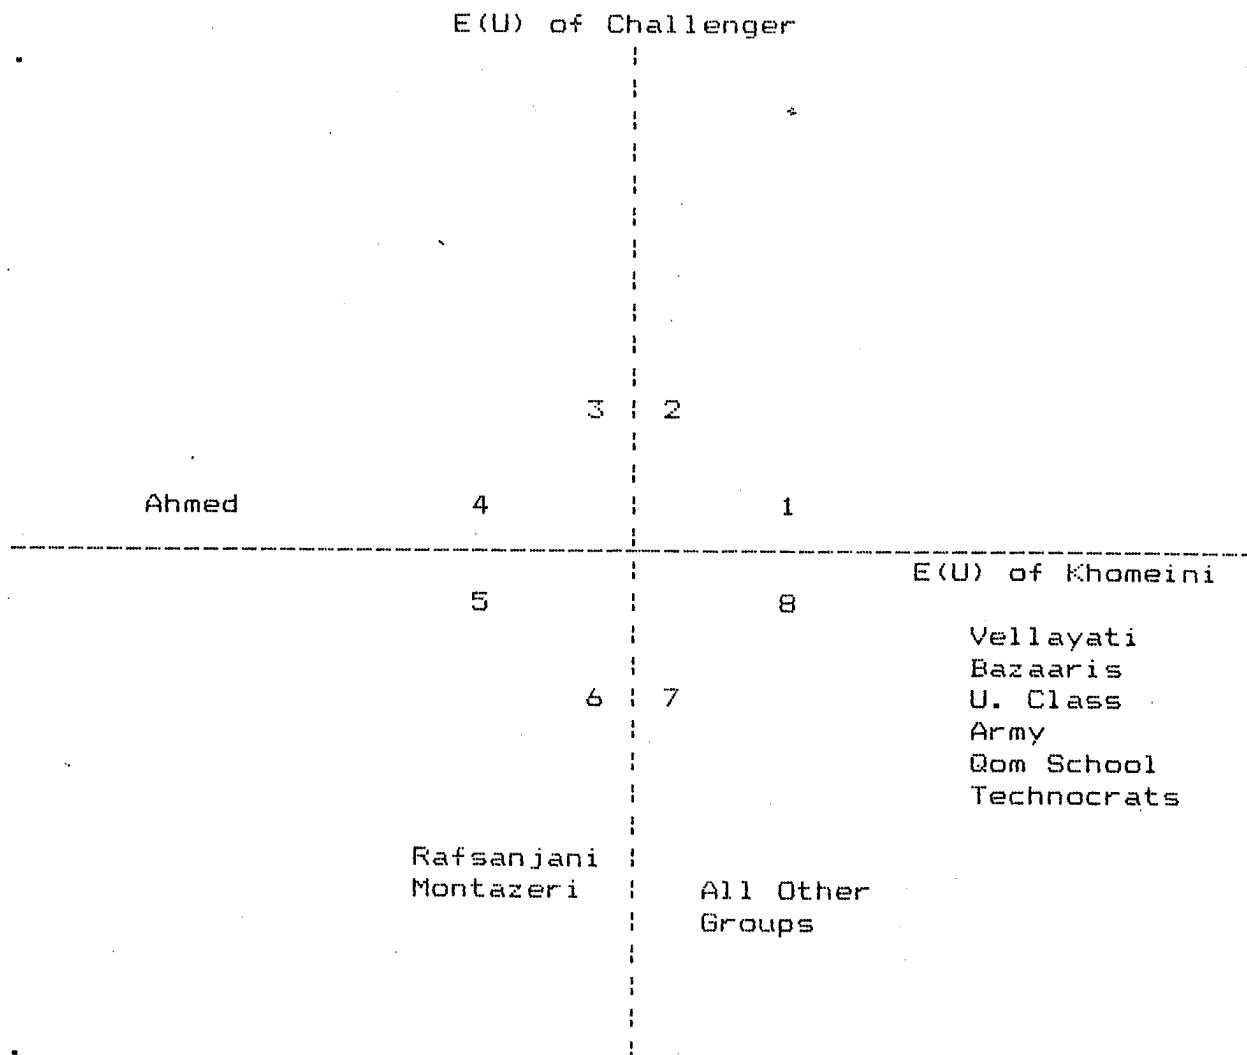 E(U) of Challenger
3 2
Ahmed 4 1
E(U) of Khomeini
5 8
Vellayati
Bazaaris
6 7 U. Class
Army
Qom School
Technocrats
Rafsanjani
Montazeri All Other
Groups